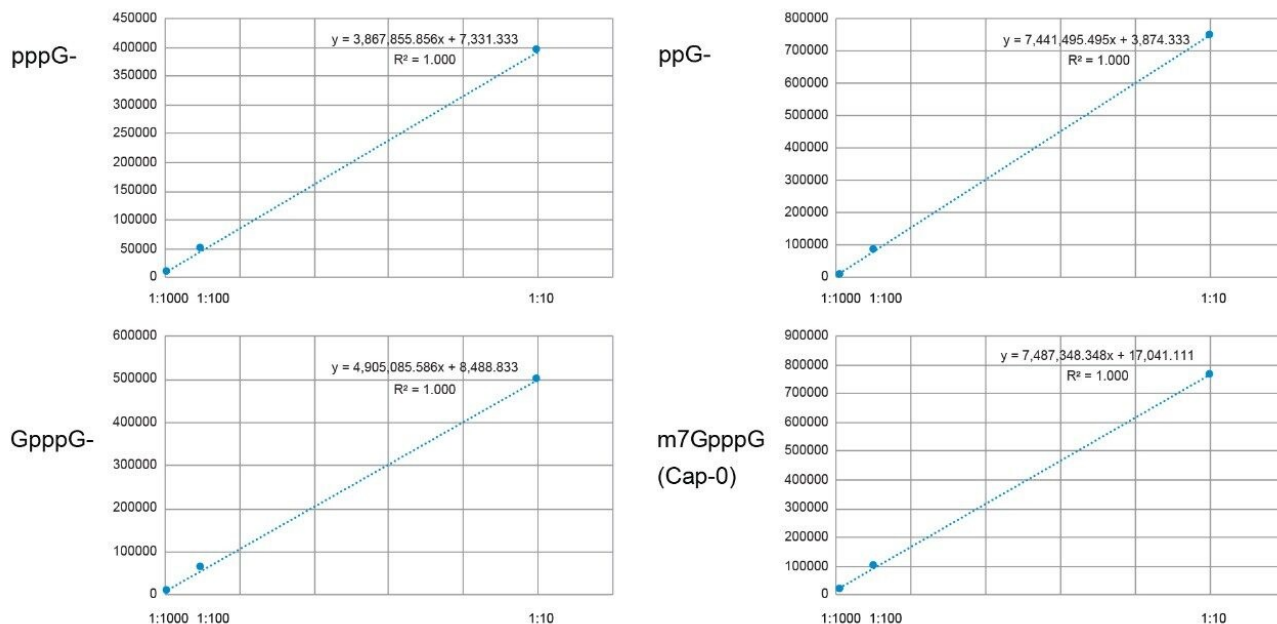 pppG-
450000
400000
350000
300000
250000
200000
150000
100000
50000
0
y = 3,867,855.856x + 7,331.333
R² = 1.000
1:1000 1:100 1:10
ppG-
800000
700000
600000
500000
400000
300000
200000
100000
0
y = 7,441,495.495x + 3,874.333
R² = 1.000
1:1000 1:100 1:10
GpppG-
600000
500000
400000
300000
200000
100000
0
y = 4,905,085.586x + 8,488.833
R² = 1.000
1:1000 1:100 1:10
m7GpppG
(Cap-0)
900000
800000
700000
600000
500000
400000
300000
200000
100000
0
y = 7,487,348.348x + 17,041.111
R² = 1.000
1:1000 1:100 1:10